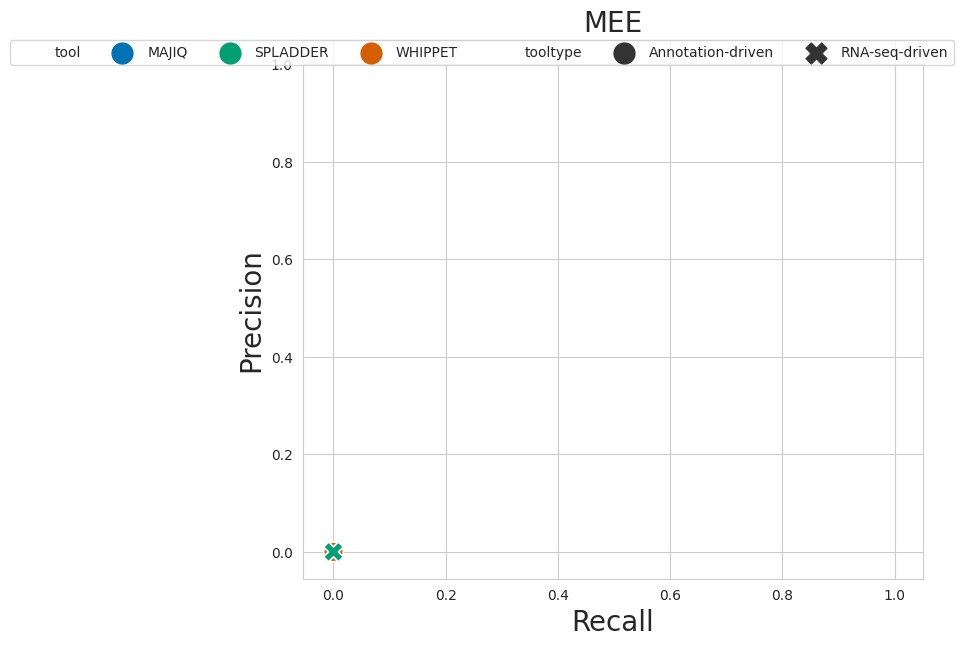 MEE
tool MAJIQ SPLADDER WHIPPET tooltype Annotation-driven RNA-seq-driven
1.0
0.8
0.6
0.4
0.2
0.0
Precision
0.0 0.2 0.4 0.6 0.8 1.0
Recall